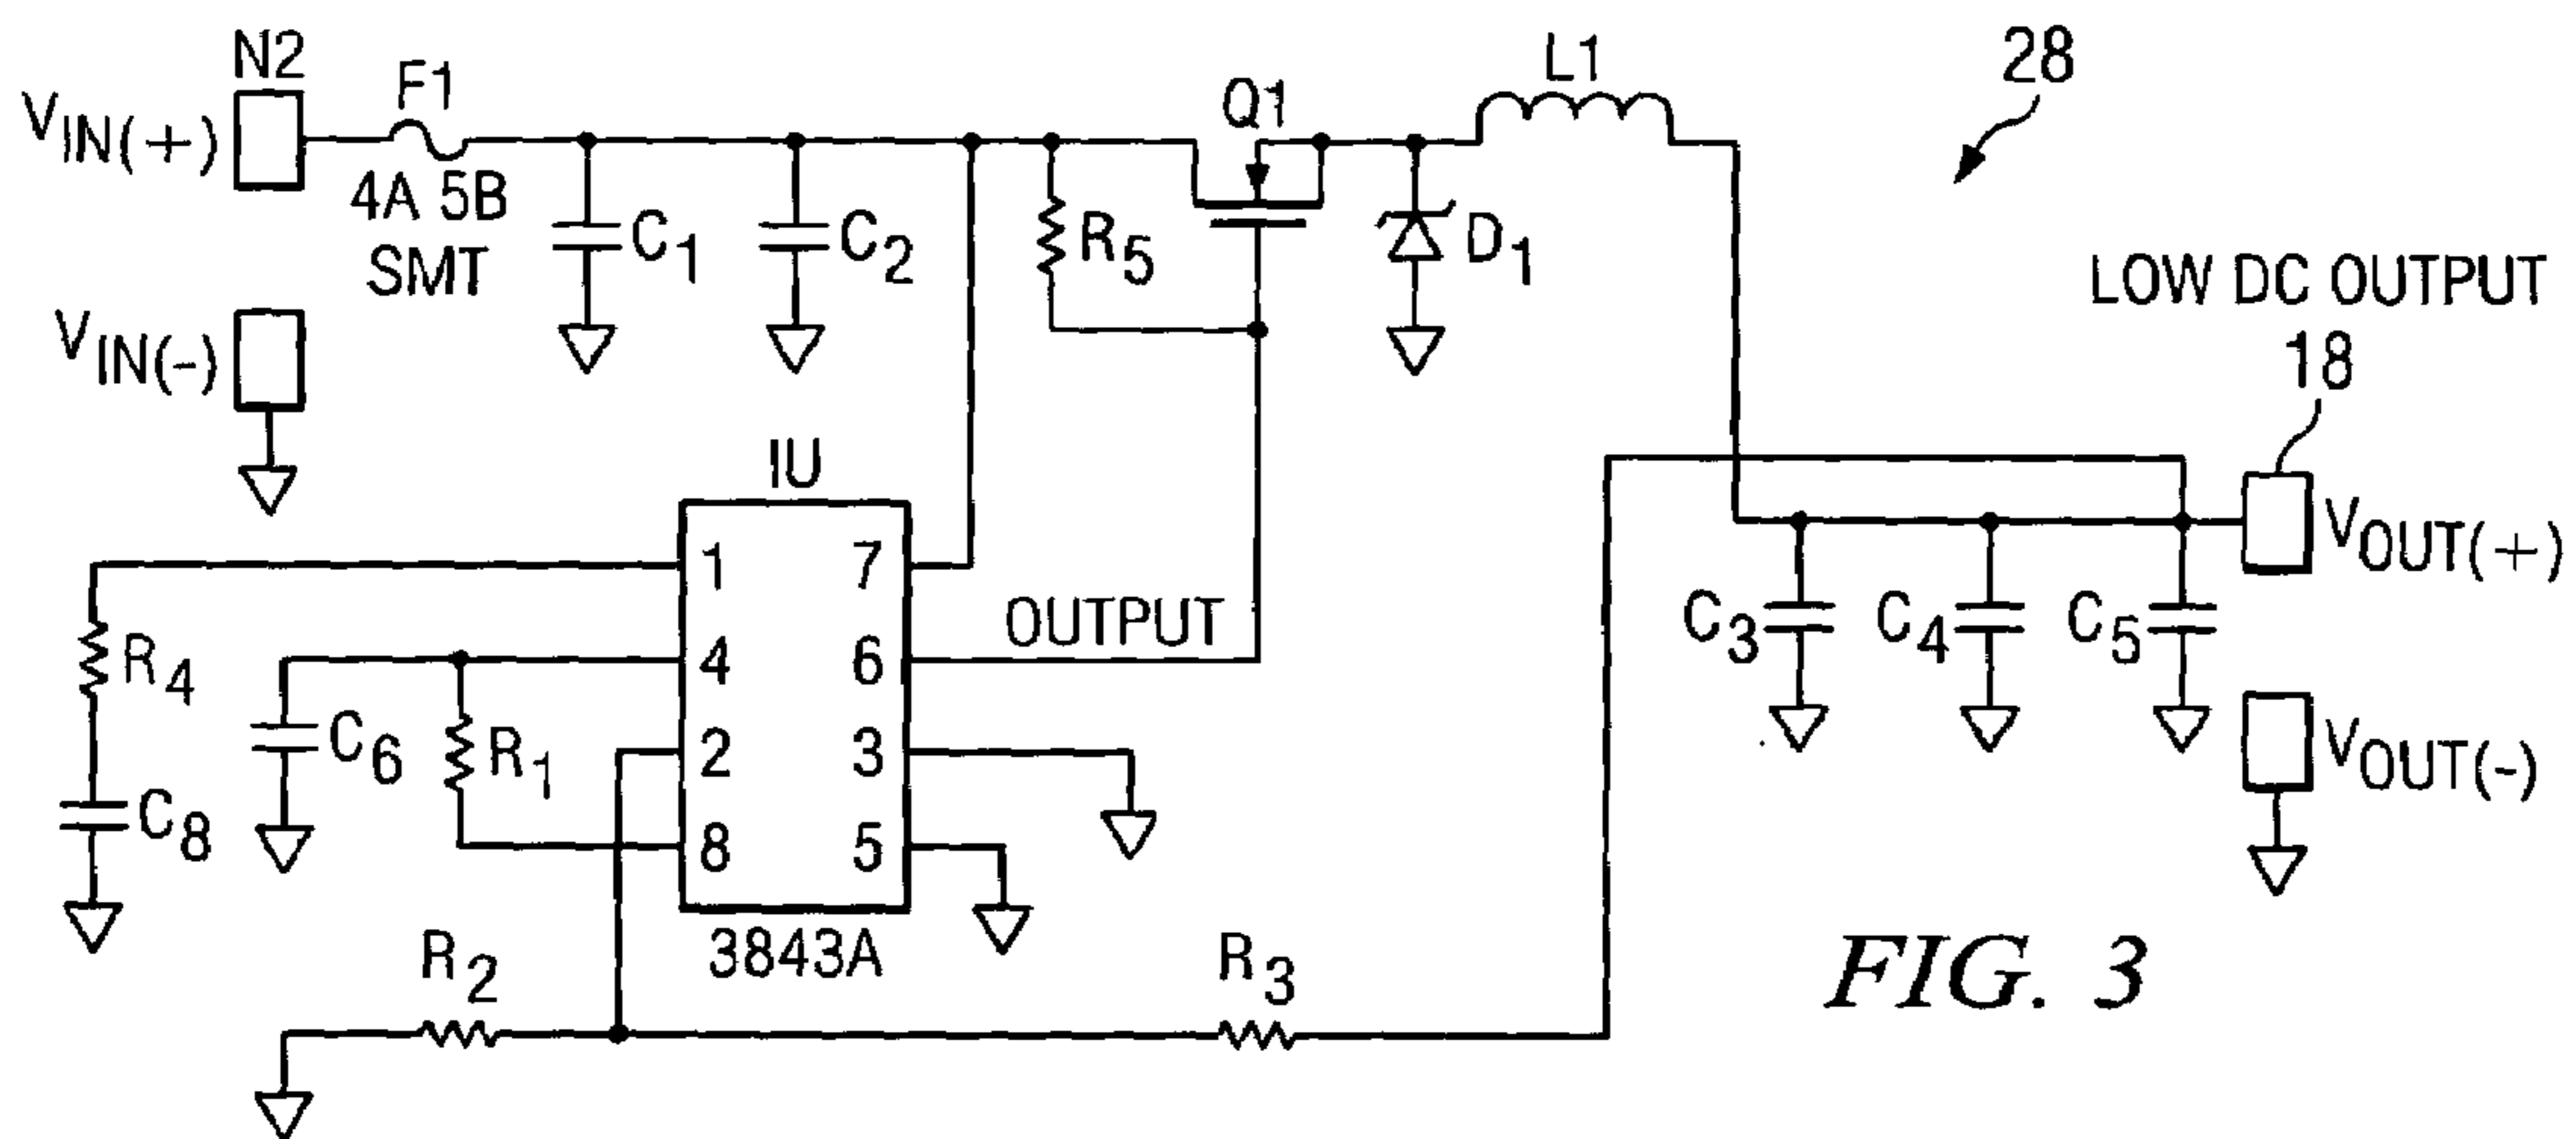 N2
F1
Q1
L1
28
VIN(+)
4A 5B
SMT
C1
C2
R5
D1
LOW DC OUTPUT
18
VIN(-)
IU
VOUT(+)
1
7
OUTPUT
C3
C4
C5
R4
4
6
C6
R1
2
3
VOUT(-)
C8
8
5
3843A
R2
R3
FIG. 3